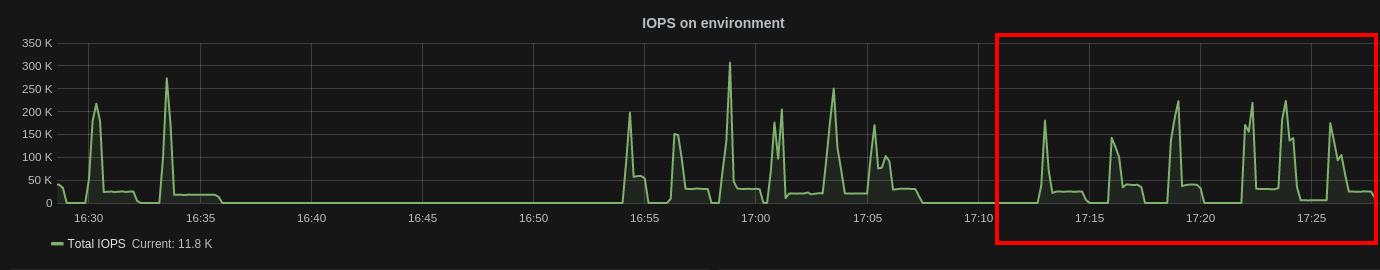 IOPS on environment
350 K
300 K
250 K
200 K
150 K
100 K
50 K
0
16:30 16:35 16:40 16:45 16:50 16:55 17:00 17:05 17:10 17:15 17:20 17:25
Total IOPS Current: 11.8 K